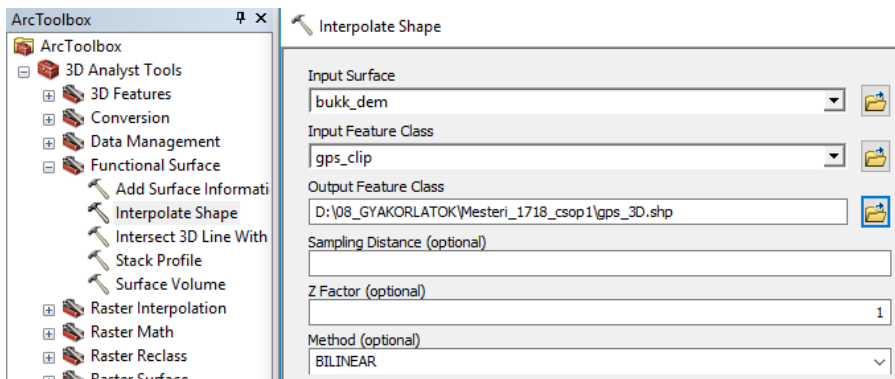 ArcToolbox
ArcToolbox
3D Analyst Tools
3D Features
Conversion
Data Management
Functional Surface
Add Surface Informati
Interpolate Shape
Intersect 3D Line With
Stack Profile
Surface Volume
Raster Interpolation
Raster Math
Raster Reclass
Raster Surface
Interpolate Shape
Input Surface
bukk_dem
Input Feature Class
gps_clip
Output Feature Class
D:\08_GYAKORLATOK\Mesteri_1718_csop1\gps_3D.shp
Sampling Distance (optional)
Z Factor (optional)
1
Method (optional)
BILINEAR